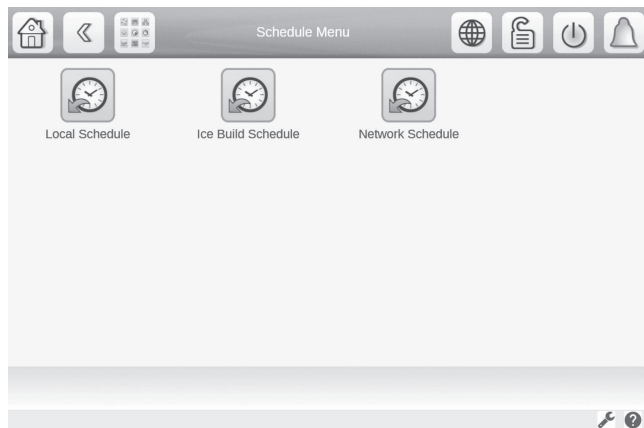 Schedule Menu
Local Schedule
Ice Build Schedule
Network Schedule